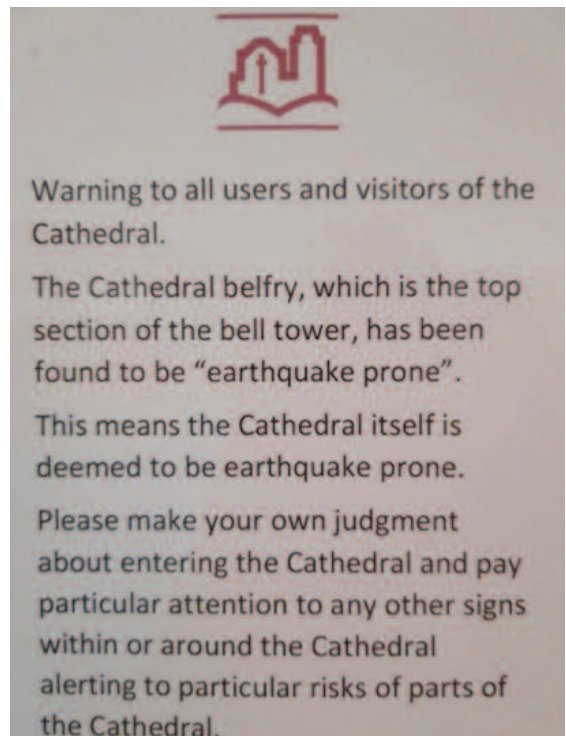 Warning to all users and visitors of the
Cathedral.
The Cathedral belfry, which is the top
section of the bell tower, has been
found to be “earthquake prone”.
This means the Cathedral itself is
deemed to be earthquake prone.
Please make your own judgment
about entering the Cathedral and pay
particular attention to any other signs
within or around the Cathedral
alerting to particular risks of parts of
the Cathedral.